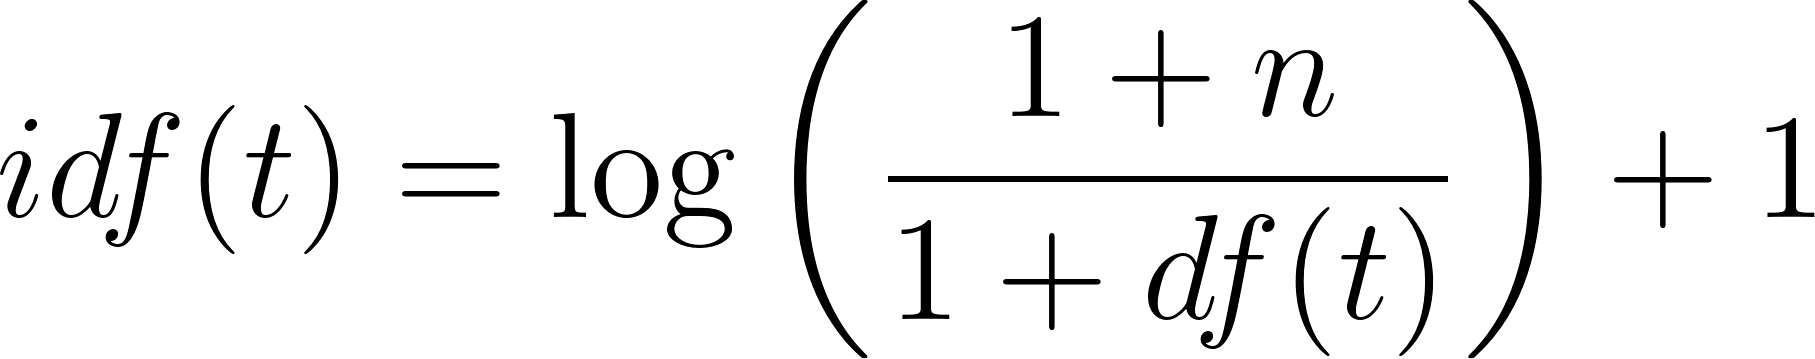 idf(t) = log((1 + n)/(1 + df(t))) + 1